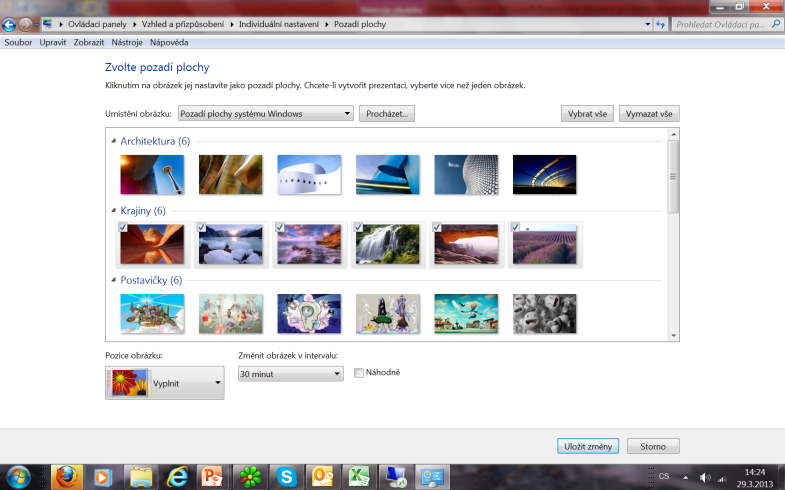 Ovládací panely ▸ Vzhled a přizpůsobení ▸ Individuální nastavení ▸ Pozadí plochy
Prohledat Ovládací pa...
Soubor Upravit Zobrazit Nástroje Nápověda
Zvolte pozadí plochy
Kliknutím na obrázek jej nastavíte jako pozadí plochy. Chcete-li vytvořit prezentaci, vyberte více než jeden obrázek.
Umístění obrázku: Pozadí plochy systému Windows Procházet... Vybrat vše Vymazat vše
Architektura (6)
Krajiny (6)
Postavičky (6)
Pozice obrázku: Změnit obrázek v intervalu:
Vyplnit 30 minut Náhodně
Uložit změny Storno
CS 14:24
29.3.2013